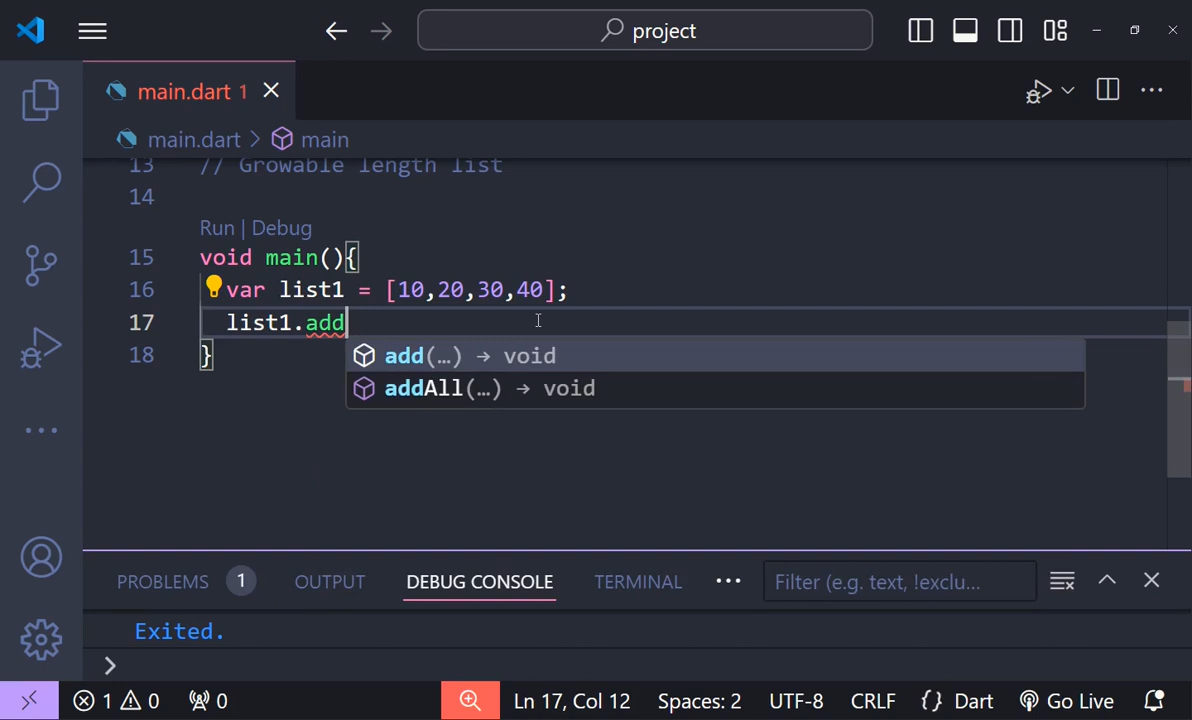 project
main.dart 1
main.dart > main
13 // Growable length list
14
Run | Debug
15 void main(){
16 var list1 = [10,20,30,40];
17 list1.add
add(…) → void
18 }
addAll(…) → void
PROBLEMS 1 OUTPUT DEBUG CONSOLE TERMINAL ··· Filter (e.g. text, !exclu...
Exited.
>
1 0 0 Ln 17, Col 12 Spaces: 2 UTF-8 CRLF {} Dart Go Live